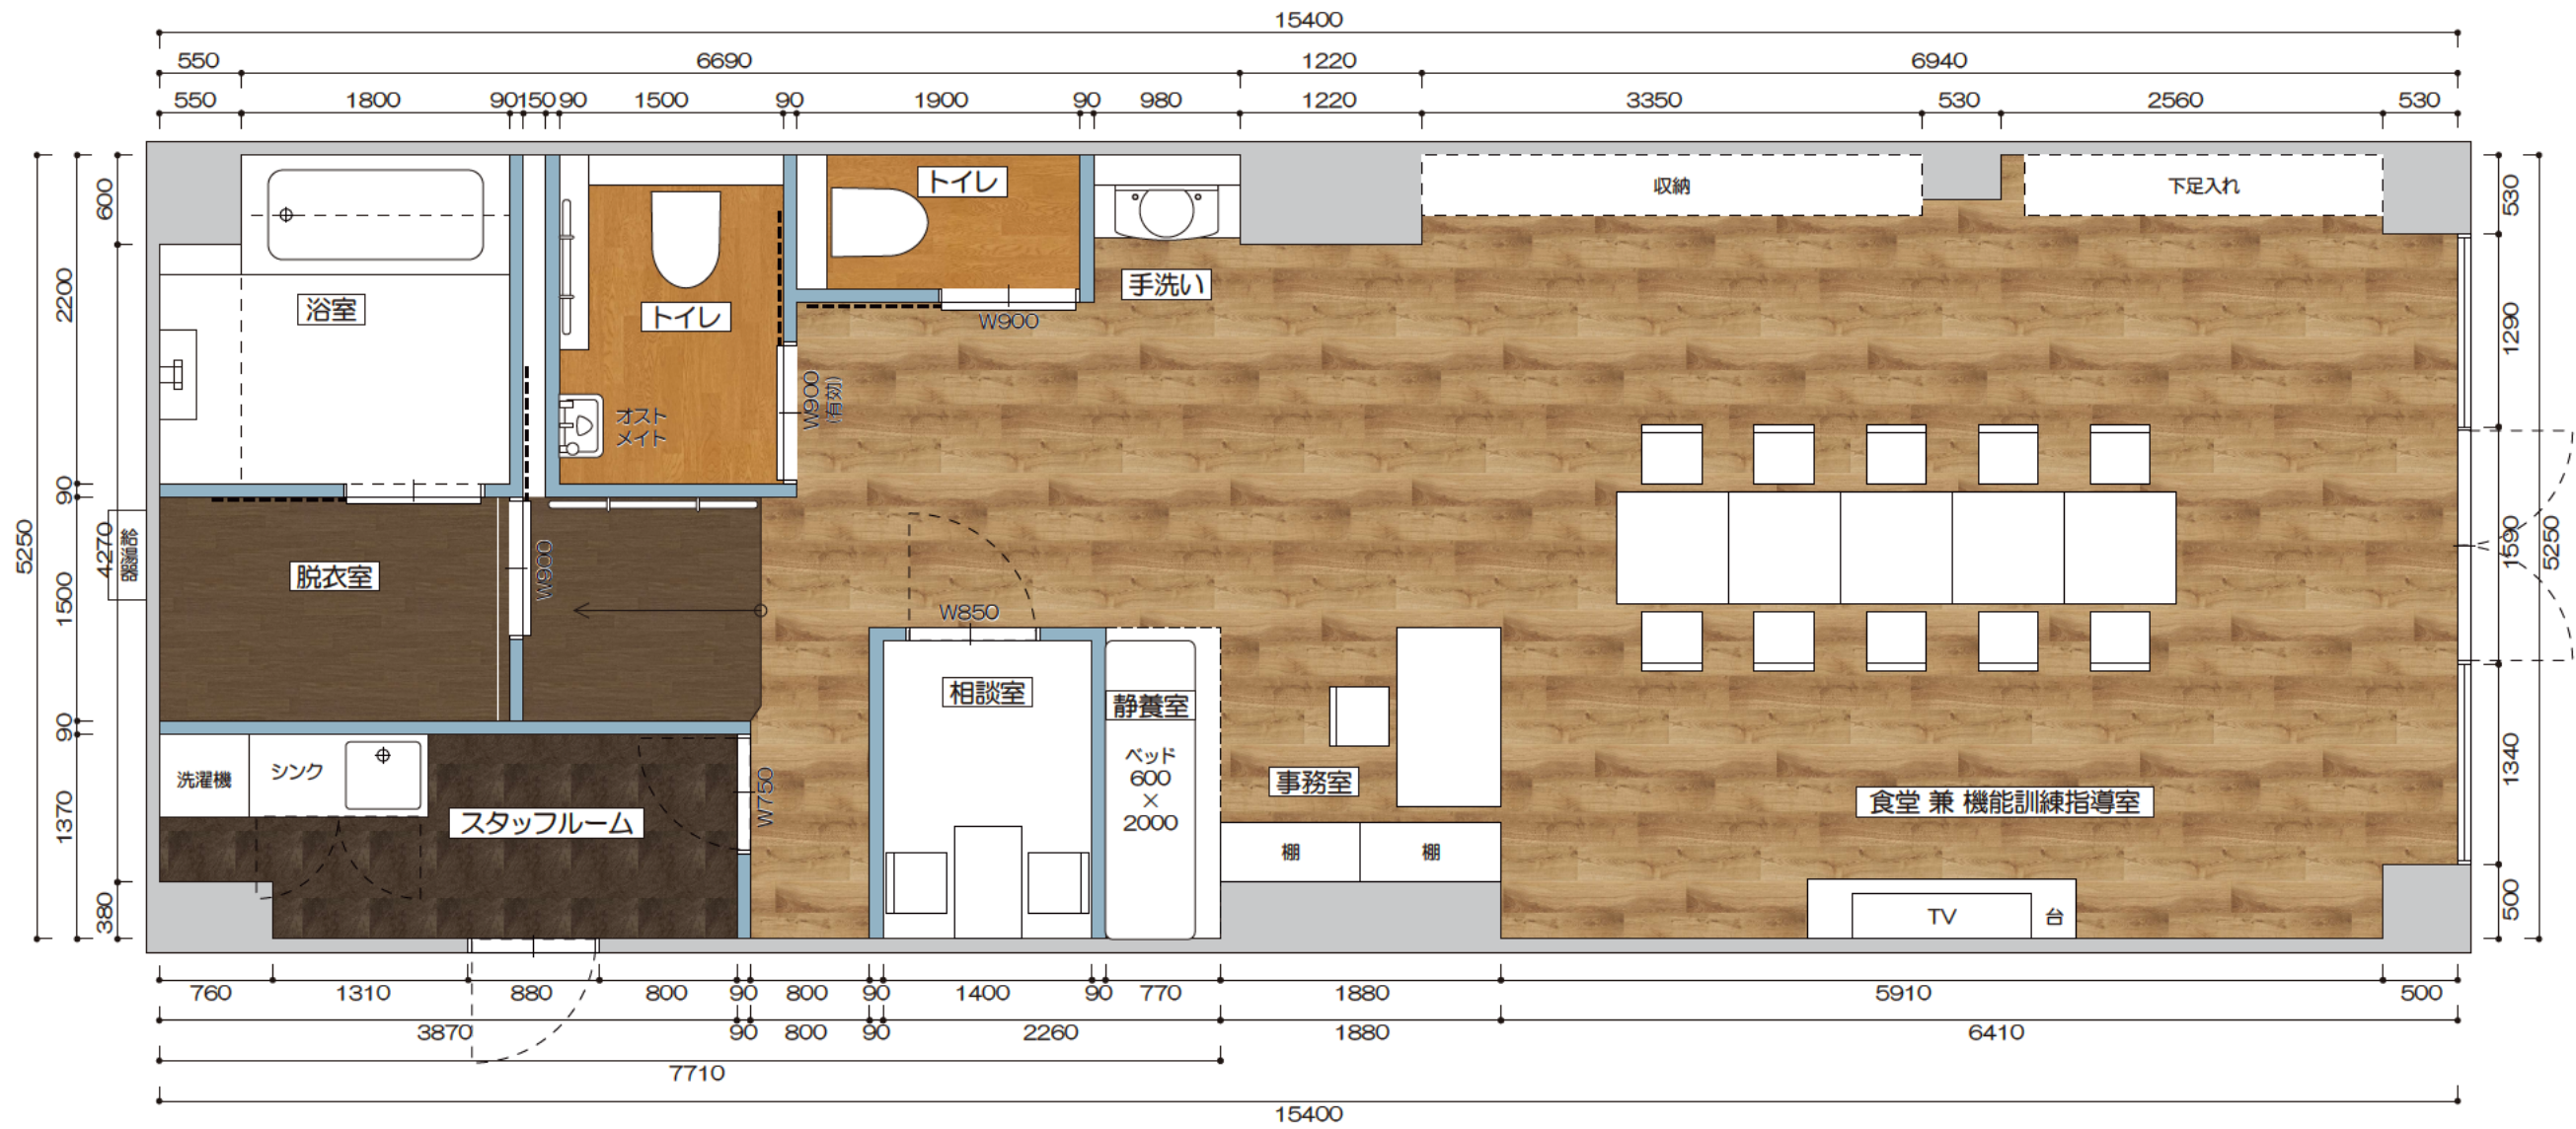 15400
550 6690 1220 6940
550 1800 90 150 90 1500 90 1900 90 980 1220 3350 530 2560 530
5250
2200
90
1500
90
1370
600
4270
380
給湯器
浴室
トイレ
オスト
メイト
W900
(有効)
トイレ
W900
手洗い
収納
下足入れ
脱衣室
W900
W850
相談室
静養室
ベッド
600
×
2000
事務室
棚 棚
食堂 兼 機能訓練指導室
TV 台
洗濯機 シンク
スタッフルーム
W750
530
1290
1590
1340
500
5250
760 1310 880 800 90 800 90 1400 90 770 1880 5910 500
3870 90 800 90 2260 1880 6410
7710
15400